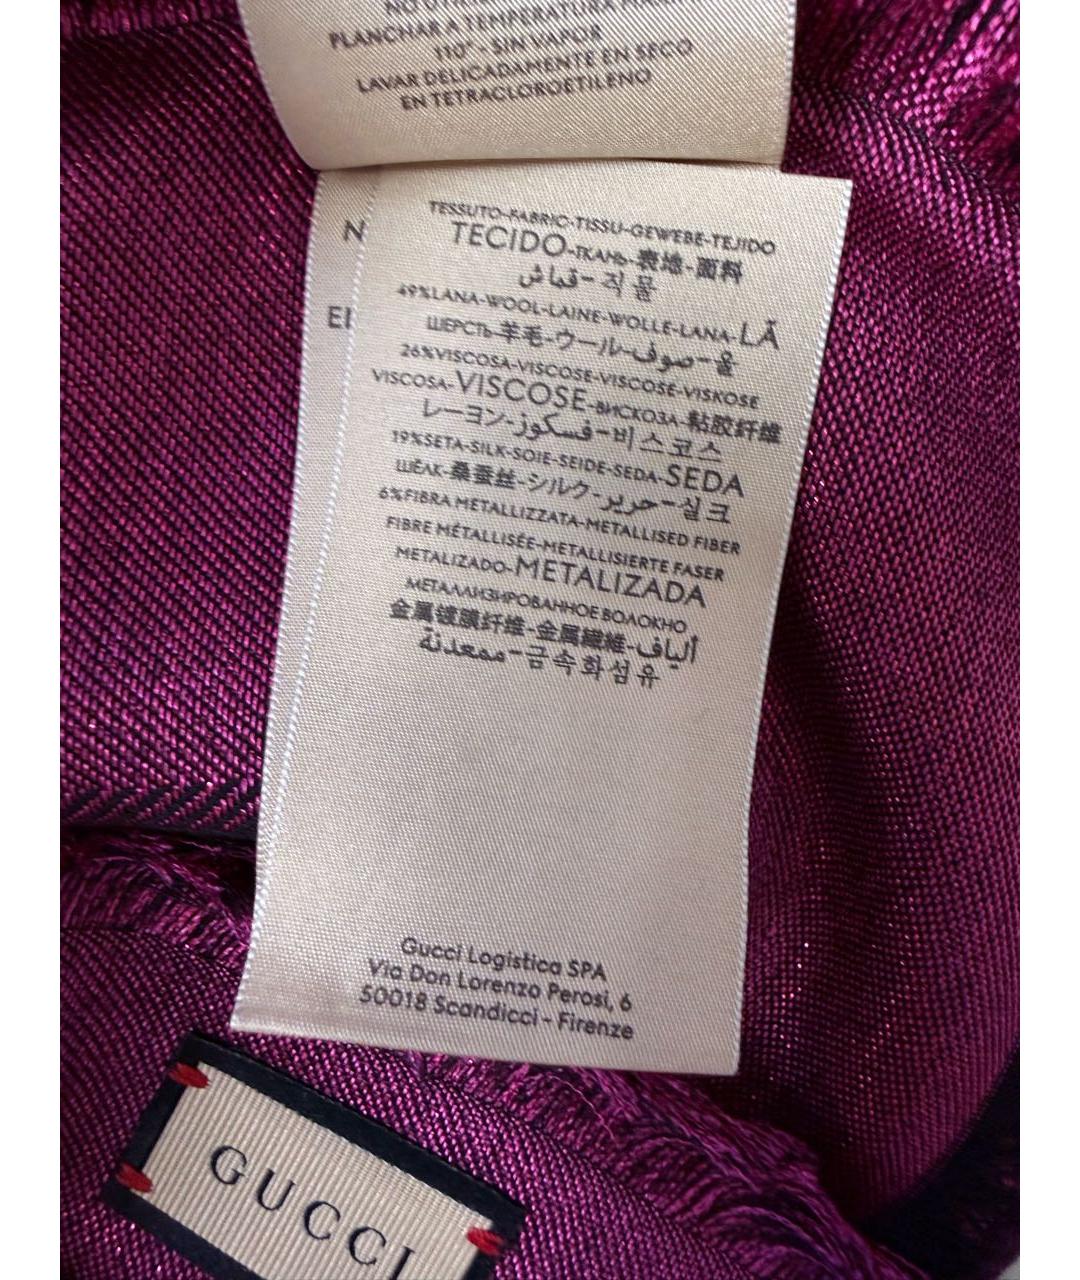 PLANCHAR A TEMPERATURA
110° - SIN VAPOR
LAVAR DELICADAMENTE EN SECO
EN TETRACLOROETILENO
TESSUTO-FABRIC-TISSU-GEWEBE-TEJIDO
TECIDO-ТКАНЬ-表地-面料
قماش-직물
49%LANA-WOOL-LAINE-WOLLE-LANA-LÃ
ШЕРСТЬ-羊毛-ウール-صوف-울
26%VISCOSA-VISCOSE-VISCOSE-VISKOSE
VISCOSA-VISCOSE-ВИСКОЗА-粘胶纤维
レーヨン-فسكوز-비스코스
19%SETA-SILK-SOIE-SEIDE-SEDA-SEDA
ШЁЛК-桑蚕丝-シルク-حرير-실크
6%FIBRA METALLIZZATA-METALLISED FIBER
FIBRE MÉTALLISÉE-METALLISIERTE FASER
METALIZADO-METALIZADA
МЕТАЛЛИЗИРОВАННОЕ ВОЛОКНО
金属镀膜纤维-金属繊維-ألياف
ممعدنة-금속화섬유
Gucci Logistica SPA
Via Don Lorenzo Perosi, 6
50018 Scandicci - Firenze
GUCCI